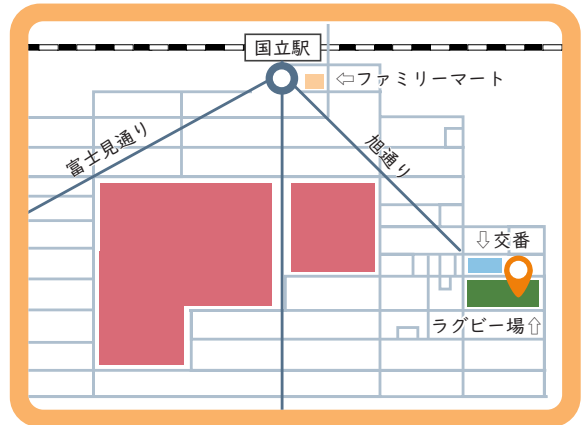 国立駅
⇦ファミリーマート
富士見通り
旭通り
⇩交番
ラグビー場⇧